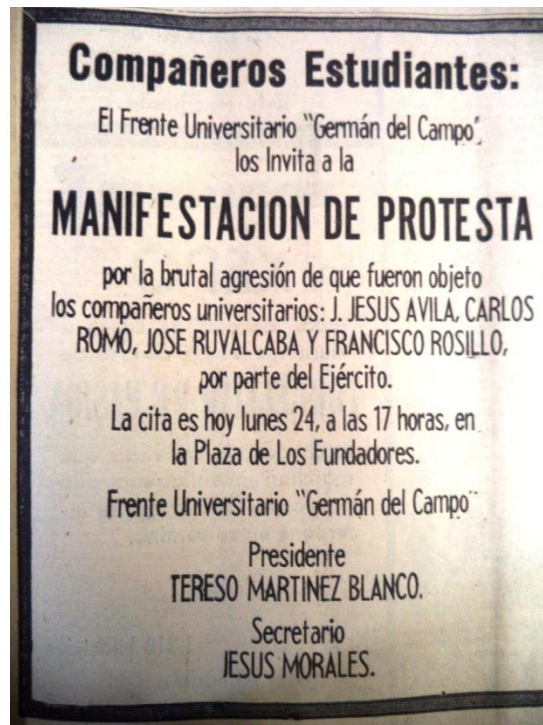 Compañeros Estudiantes:
El Frente Universitario "Germán del Campo",
los Invita a la
MANIFESTACION DE PROTESTA
por la brutal agresión de que fueron objeto
los compañeros universitarios: J. JESUS AVILA, CARLOS
ROMO, JOSE RUVALCABA Y FRANCISCO ROSILLO,
por parte del Ejército.
La cita es hoy lunes 24, a las 17 horas, en
la Plaza de Los Fundadores.
Frente Universitario "Germán del Campo"
Presidente
TERESO MARTINEZ BLANCO.
Secretario
JESUS MORALES.